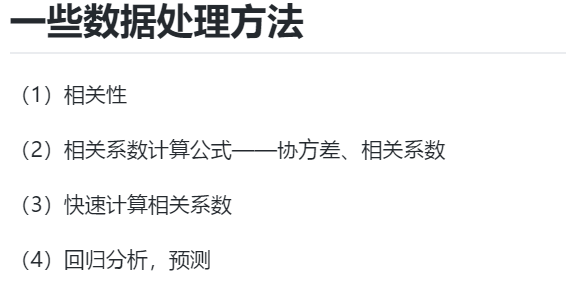 一些数据处理方法
（1）相关性
（2）相关系数计算公式——协方差、相关系数
（3）快速计算相关系数
（4）回归分析，预测